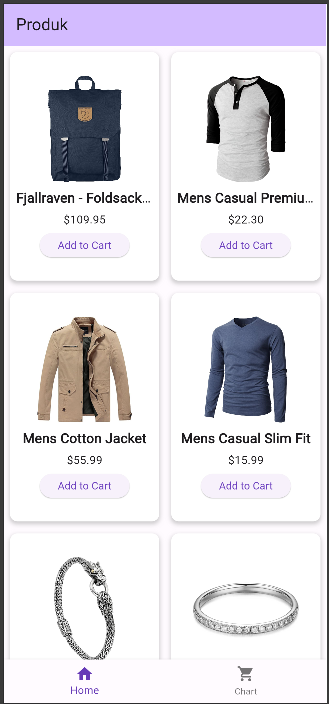 Produk
Fjallraven - Foldsack...
Mens Casual Premiu...
$109.95
$22.30
Add to Cart
Add to Cart
Mens Cotton Jacket
Mens Casual Slim Fit
$55.99
$15.99
Add to Cart
Add to Cart
Home
Chart